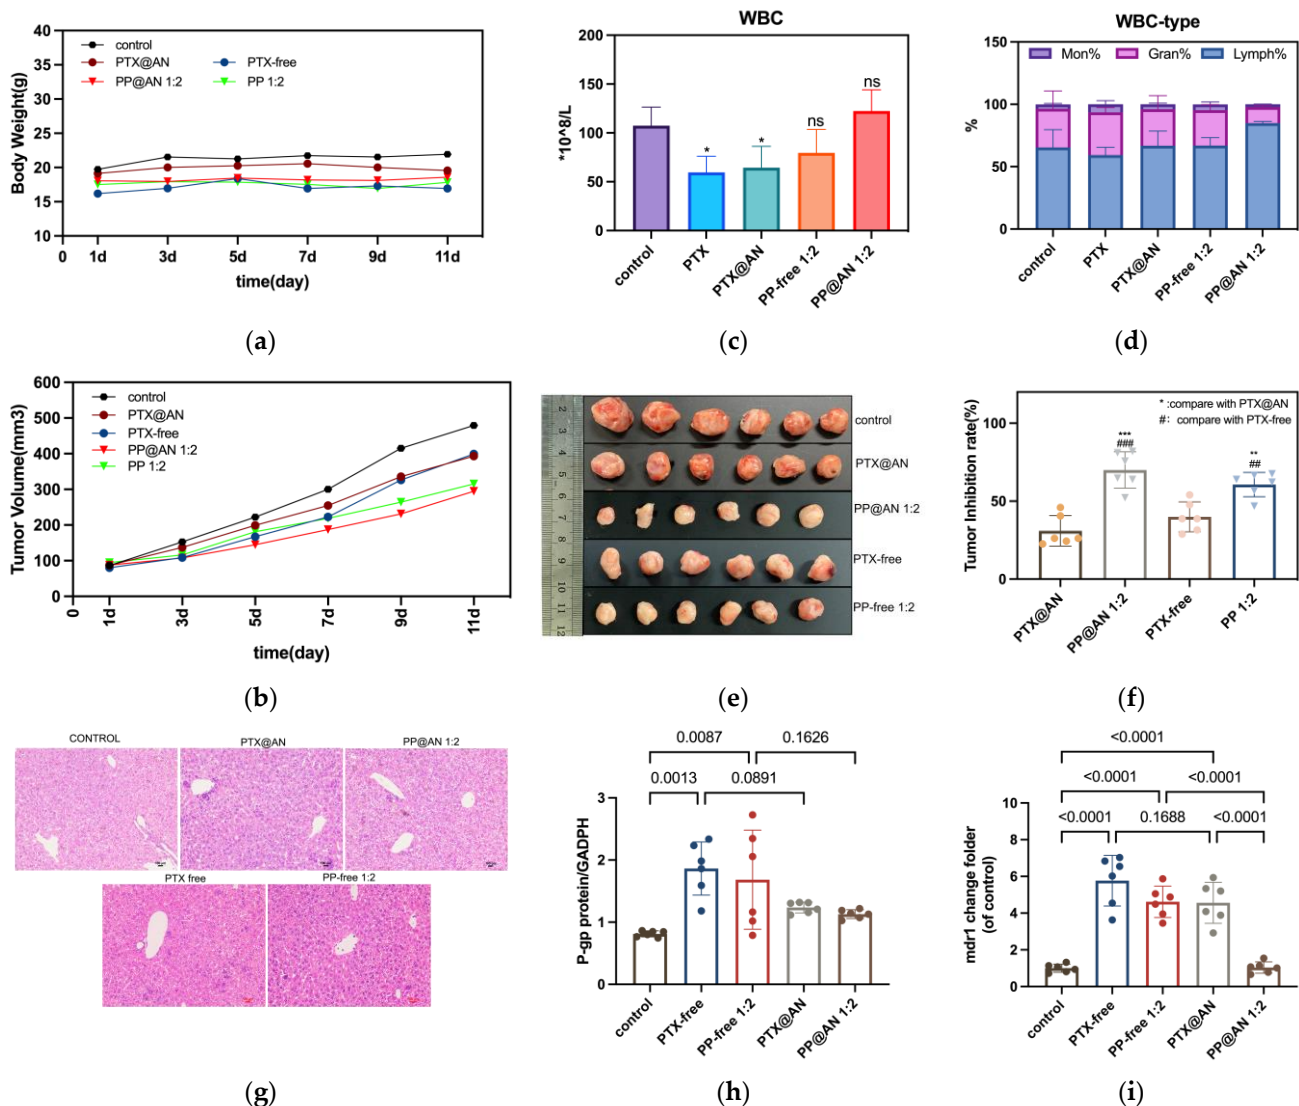 40
35
30
25
20
15
10
0
Body Weight(g)
control
PTX@AN
PP@AN 1:2
PTX-free
PP 1:2
1d
3d
5d
7d
9d
11d
time(day)
(a)
WBC
200
150
100
50
0
*10^8/L
*
*
ns
ns
control
PTX
PTX@AN
PP-free 1:2
PP@AN 1:2
(c)
WBC-type
150
100
50
0
%
Mon%
Gran%
Lymph%
control
PTX
PTX@AN
PP-free 1:2
PP@AN 1:2
(d)
600
500
400
300
200
100
0
Tumor Volume(mm3)
control
PTX@AN
PTX-free
PP@AN 1:2
PP 1:2
1d
3d
5d
7d
9d
11d
time(day)
(b)
2
3
4
5
6
7
8
9
10
11
12
control
PTX@AN
PP@AN 1:2
PTX-free
PP-free 1:2
(e)
100
50
0
Tumor Inhibition rate(%)
* :compare with PTX@AN
#: compare with PTX-free
***
###
**
##
PTX@AN
PP@AN 1:2
PTX-free
PP 1:2
(f)
CONTROL
PTX@AN
PP@AN 1:2
PTX free
PP-free 1:2
(g)
0.0087
0.1626
0.0013
0.0891
3
2
1
0
P-gp protein/GADPH
control
PTX-free
PP-free 1:2
PTX@AN
PP@AN 1:2
(h)
<0.0001
<0.0001
<0.0001
<0.0001
0.1688
<0.0001
10
8
6
4
2
0
mdr1 change folder
(of control)
control
PTX-free
PP-free 1:2
PTX@AN
PP@AN 1:2
(i)